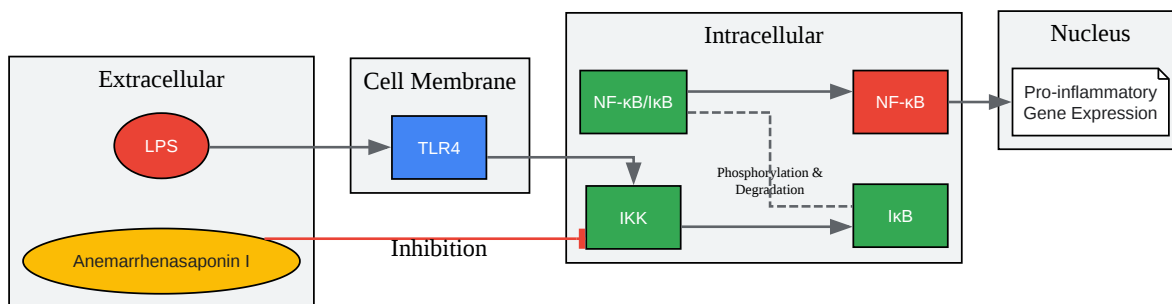 Extracellular
LPS
Anemarrhenasaponin I
Inhibition
Cell Membrane
TLR4
Intracellular
NF-κB/IκB
NF-κB
Phosphorylation &
Degradation
IKK
IκB
Nucleus
Pro-inflammatory
Gene Expression